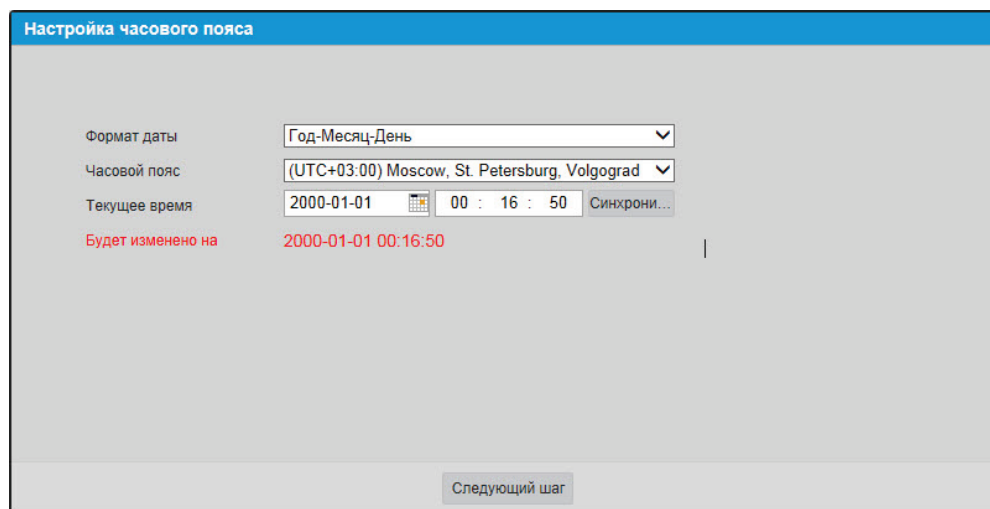 Настройка часового пояса
Формат даты Год-Месяц-День
Часовой пояс (UTC+03:00) Moscow, St. Petersburg, Volgograd
Текущее время 2000-01-01 00 : 16 : 50 Синхрони...
Будет изменено на 2000-01-01 00:16:50
Следующий шаг